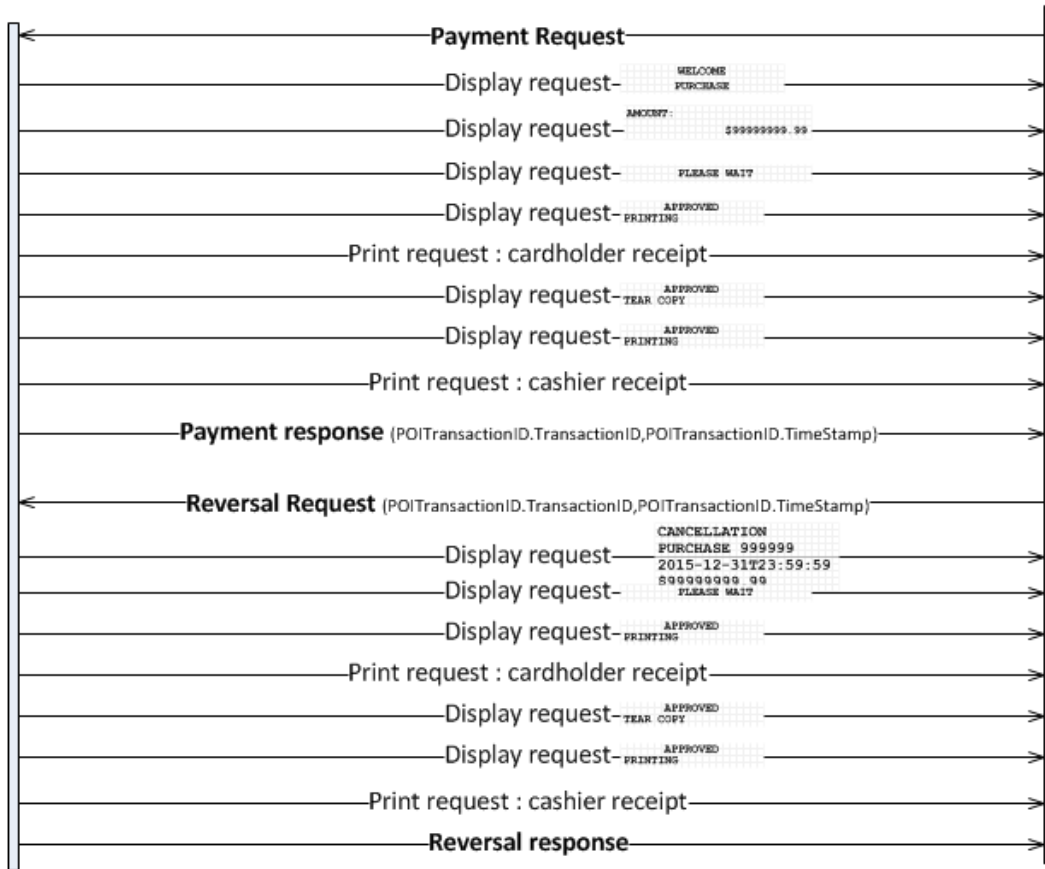 Payment Request
Display request
WELCOME
PURCHASE
Display request
AMOUNT:
$99999999.99
Display request
PLEASE WAIT
Display request
APPROVED
PRINTING
Print request : cardholder receipt
Display request
APPROVED
TEAR COPY
Display request
APPROVED
PRINTING
Print request : cashier receipt
Payment response (POITransactionID.TransactionID,POITransactionID.TimeStamp)
Reversal Request (POITransactionID.TransactionID,POITransactionID.TimeStamp)
Display request
CANCELLATION
PURCHASE 999999
2015-12-31T23:59:59
$99999999.99
Display request
PLEASE WAIT
Display request
APPROVED
PRINTING
Print request : cardholder receipt
Display request
APPROVED
TEAR COPY
Display request
APPROVED
PRINTING
Print request : cashier receipt
Reversal response